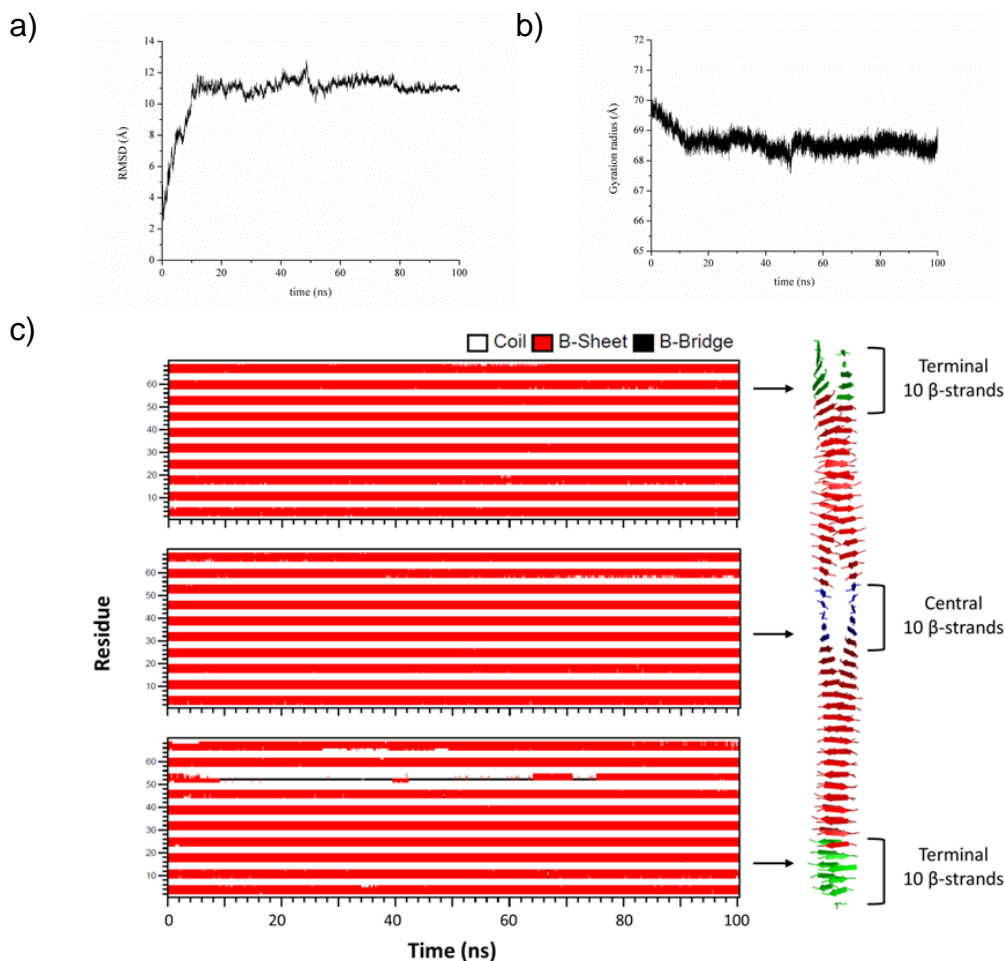 a)
14
12
10
8
6
4
2
0
RMSD (Å)
0 20 40 60 80 100
time (ns)
b)
72
71
70
69
68
67
66
65
Gyration radius (Å)
0 20 40 60 80 100
time (ns)
c)
Coil B-Sheet B-Bridge
60
50
40
30
20
10
Terminal
10 β-strands
Residue
60
50
40
30
20
10
Central
10 β-strands
60
50
40
30
20
10
Terminal
10 β-strands
0 20 40 60 80 100
Time (ns)